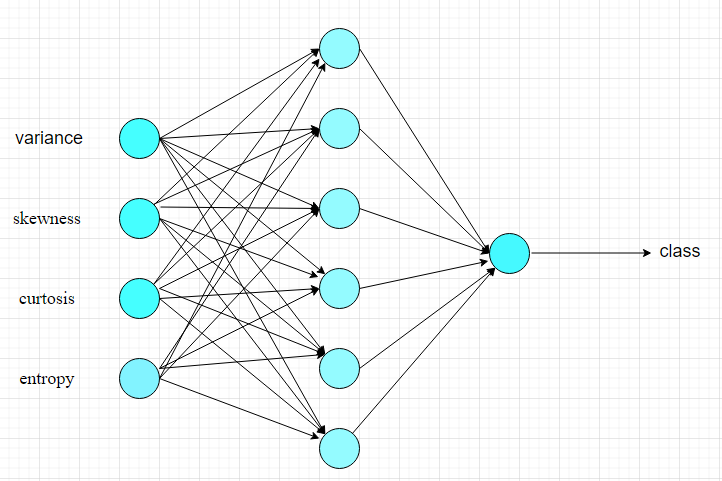 variance
skewness
curtosis
entropy
class